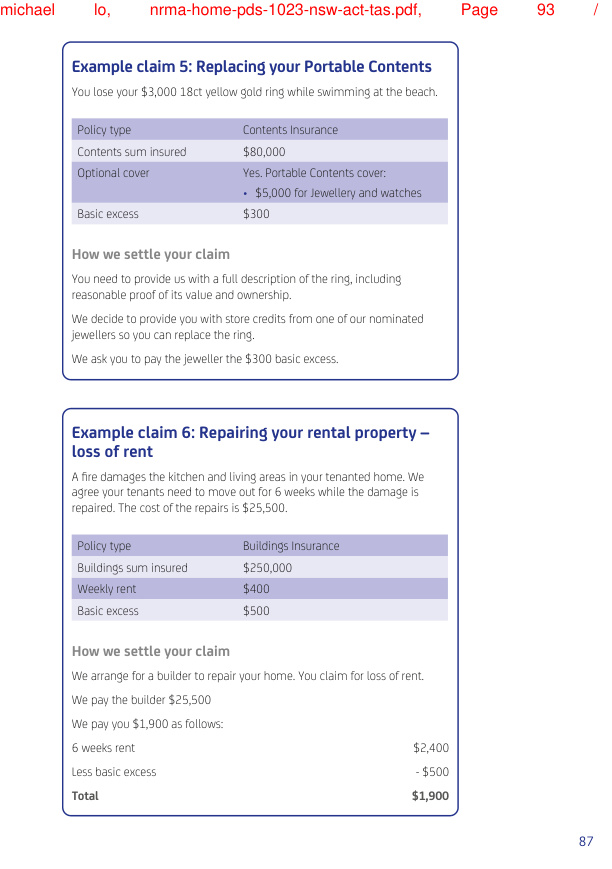 michael lo, nrma-home-pds-1023-nsw-act-tas.pdf, Page 93 /
Example claim 5: Replacing your Portable Contents
You lose your $3,000 18ct yellow gold ring while swimming at the beach.
Policy type Contents Insurance
Contents sum insured $80,000
Optional cover Yes. Portable Contents cover:
• $5,000 for Jewellery and watches
Basic excess $300
How we settle your claim
You need to provide us with a full description of the ring, including
reasonable proof of its value and ownership.
We decide to provide you with store credits from one of our nominated
jewellers so you can replace the ring.
We ask you to pay the jeweller the $300 basic excess.
Example claim 6: Repairing your rental property –
loss of rent
A fire damages the kitchen and living areas in your tenanted home. We
agree your tenants need to move out for 6 weeks while the damage is
repaired. The cost of the repairs is $25,500.
Policy type Buildings Insurance
Buildings sum insured $250,000
Weekly rent $400
Basic excess $500
How we settle your claim
We arrange for a builder to repair your home. You claim for loss of rent.
We pay the builder $25,500
We pay you $1,900 as follows:
6 weeks rent $2,400
Less basic excess - $500
Total $1,900
87